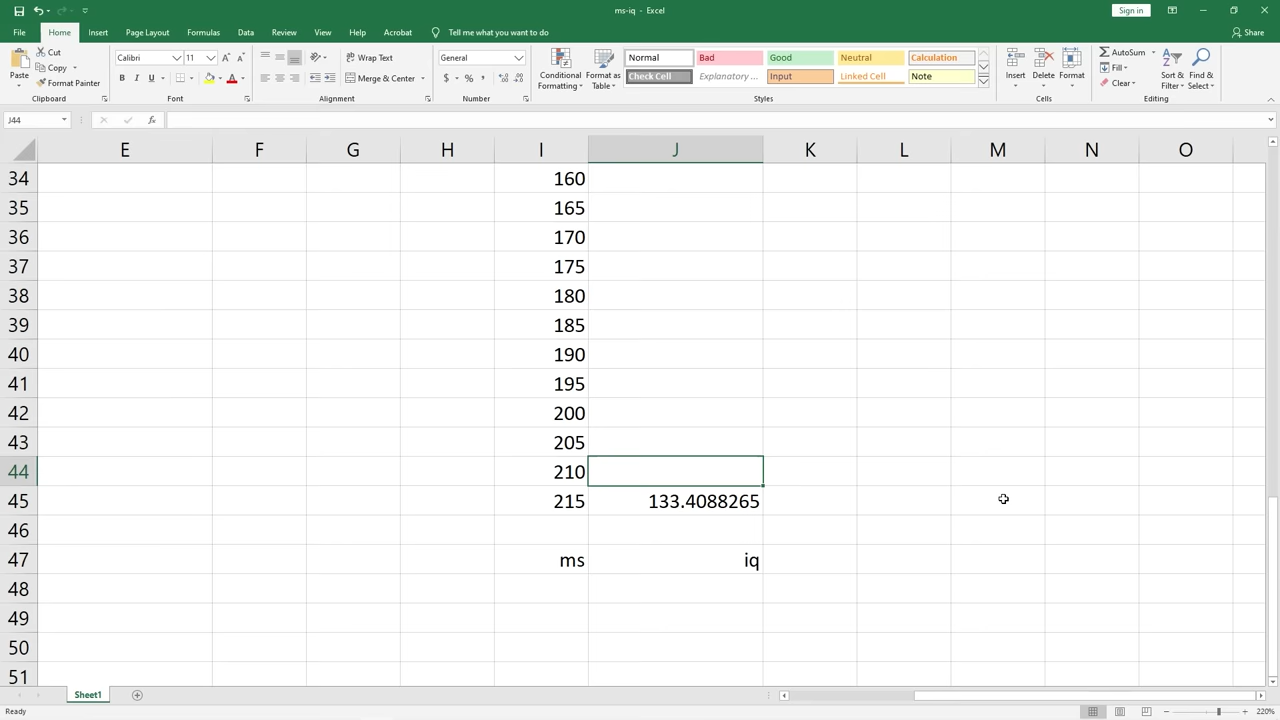 ms-iq - Excel
Sign in
File Home Insert Page Layout Formulas Data Review View Help Acrobat Tell me what you want to do Share
Paste
Cut
Copy
Format Painter
Clipboard
Calibri 11
B I U
Font
Wrap Text
Merge & Center
Alignment
General
$ % ,
Number
Conditional Formatting
Format as Table
Normal Bad Good Neutral Calculation
Check Cell Explanatory ... Input Linked Cell Note
Styles
Insert Delete Format
Cells
AutoSum
Fill
Clear
Sort & Filter
Find & Select
Editing
J44 fx
E F G H I J K L M N O
34 160
35 165
36 170
37 175
38 180
39 185
40 190
41 195
42 200
43 205
44 210
45 215 133.4088265
46
47 ms iq
48
49
50
51
Sheet1
Ready 220%